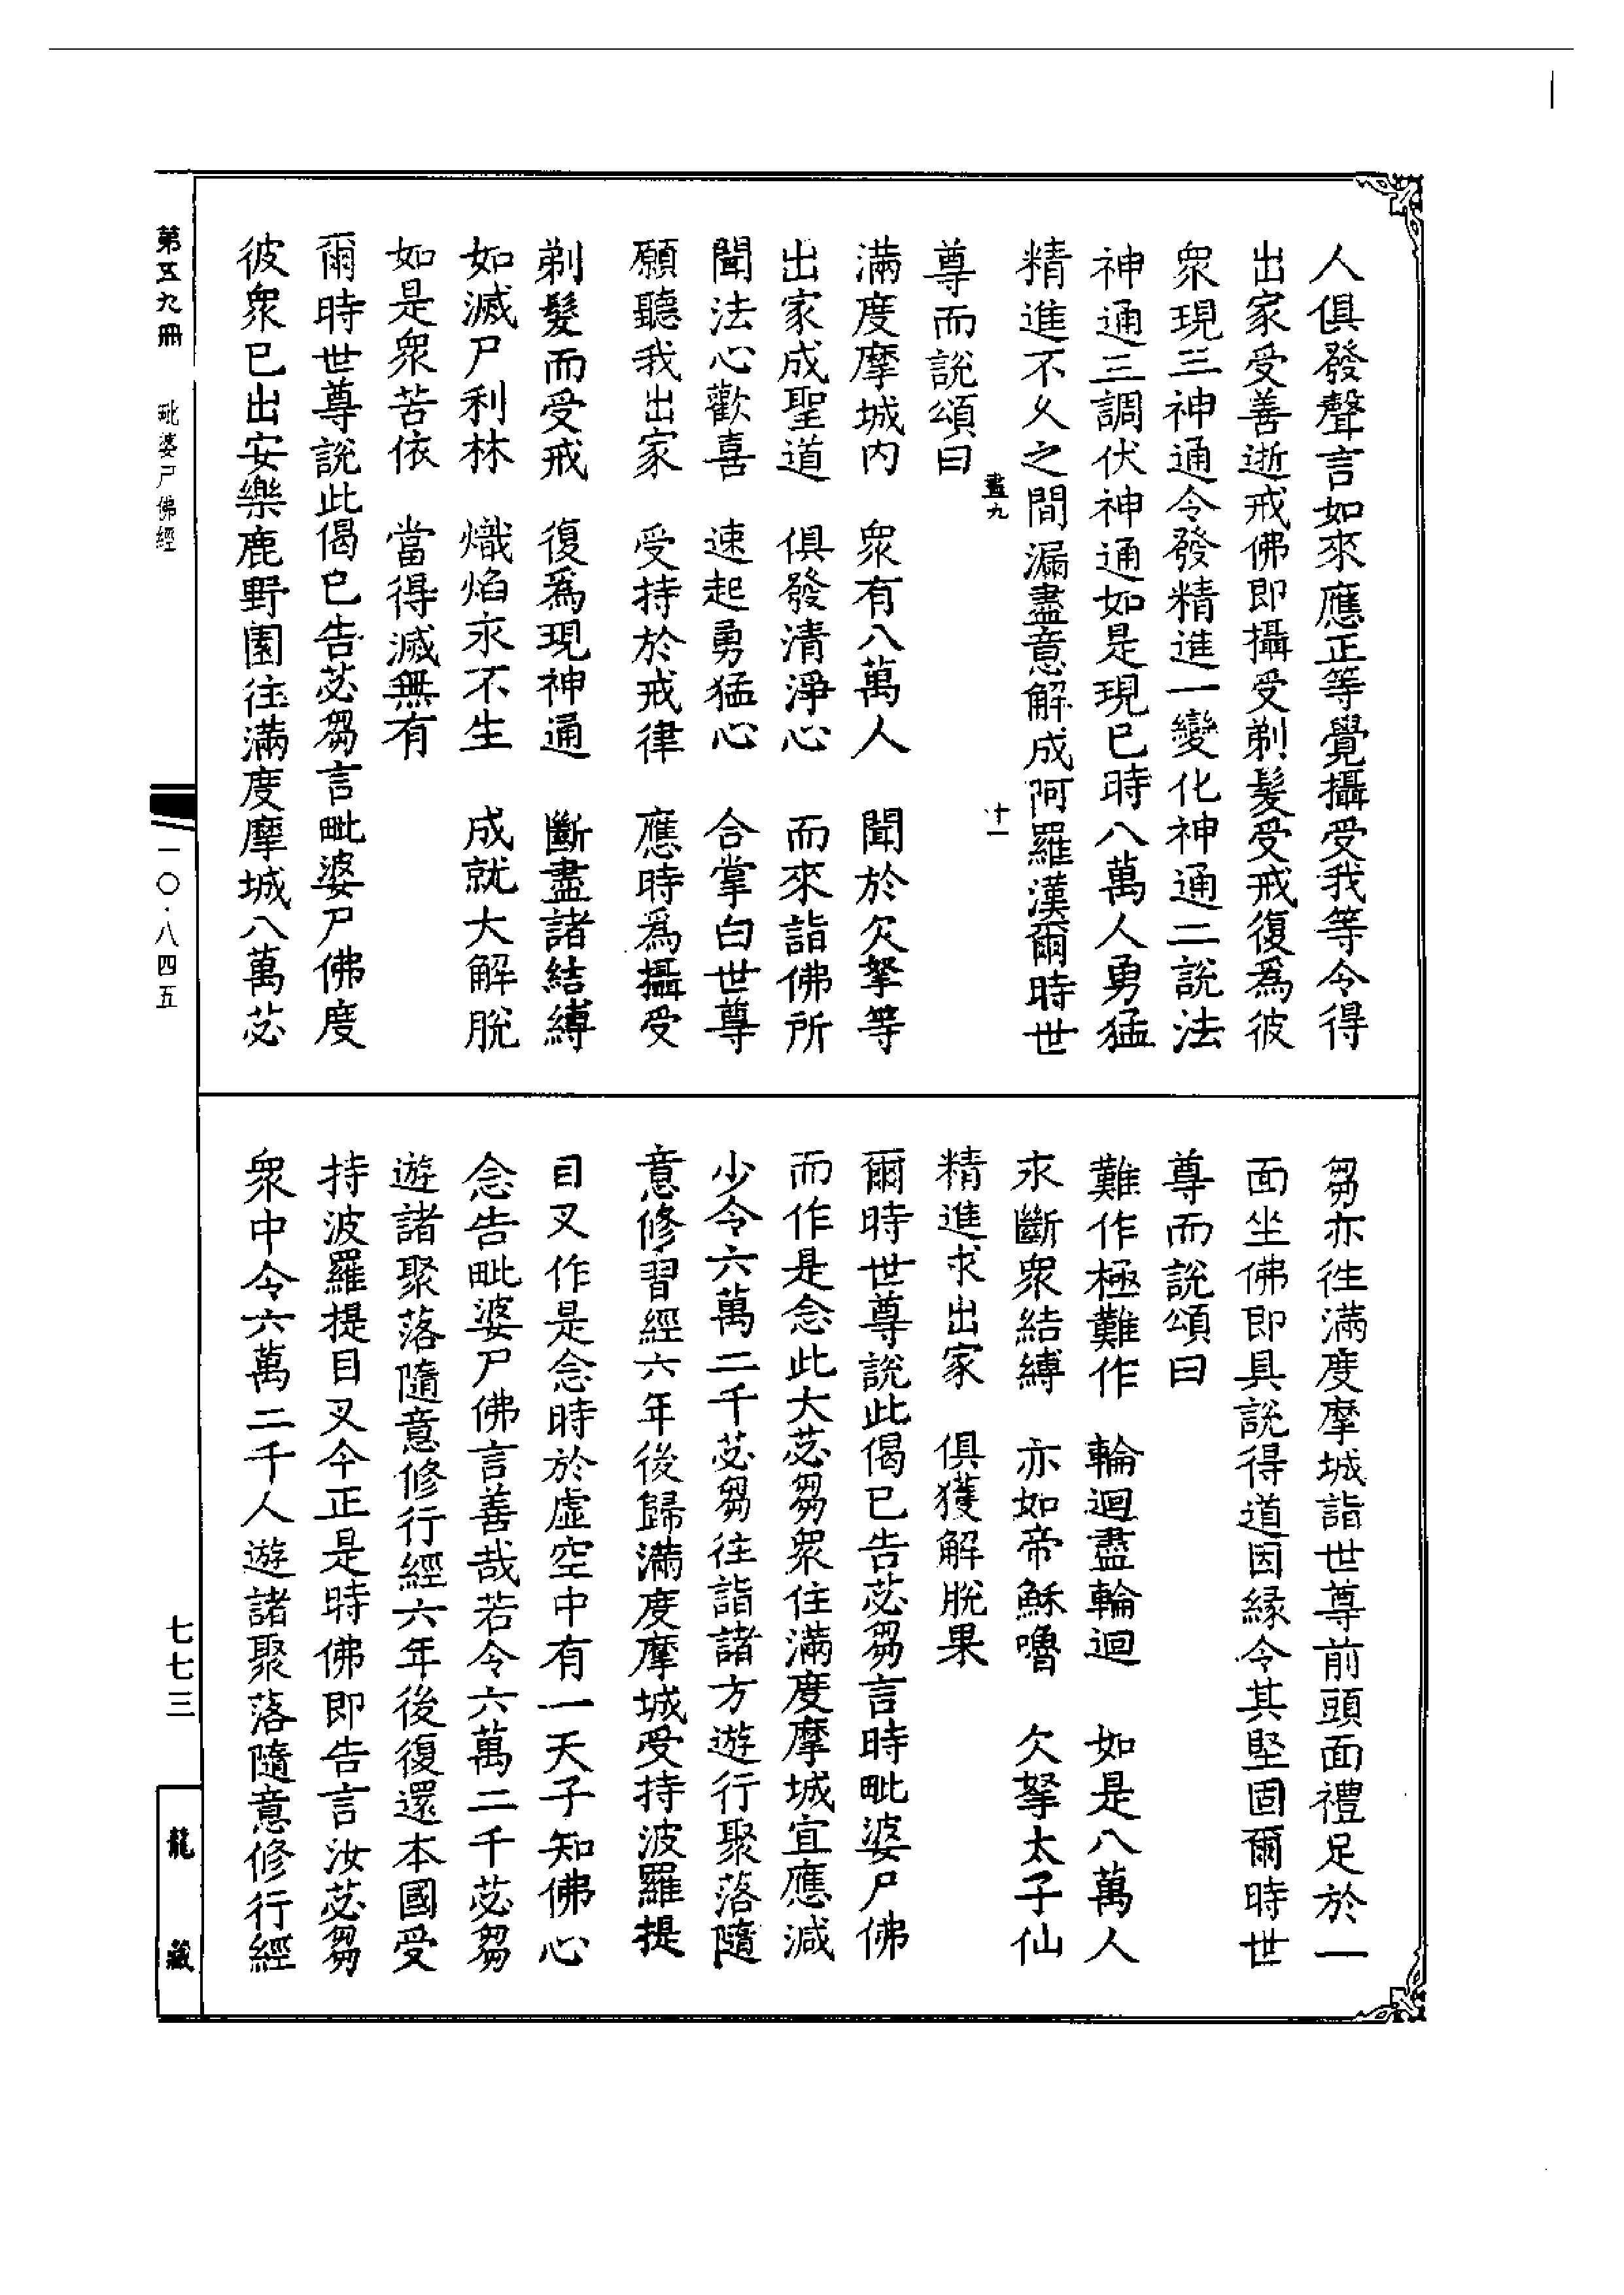 人俱發聲言如來應正等覺攝受我等令得
出家受善逝戒佛即攝受剃髮受戒復爲彼
衆現三神通令發精進一變化神通二說法
神通三調伏神通如是現已時八萬人勇猛
精進不久之間漏盡意解成阿羅漢爾時世
尊而說頌曰
畫九
十一
滿度摩城内　衆有八萬人　聞於欠拏等
出家成聖道　俱發清淨心　而來詣佛所
聞法心歡喜　速起勇猛心　合掌白世尊
願聽我出家　受持於戒律　應時爲攝受
剃髮而受戒　復爲現神通　斷盡諸結縛
如滅尸利林　熾焰永不生　成就大解脫
如是衆苦依　當得滅無有
爾時世尊說此偈已告苾芻言毗婆尸佛度
彼衆已出安樂鹿野園往滿度摩城八萬苾
芻亦往滿度摩城詣世尊前頭面禮足於一
面坐佛即具說得道因緣令其堅固爾時世
尊而說頌曰
難作極難作　輪迴盡輪迴　如是八萬人
永斷衆結縛　亦如帝穌嚕　欠拏太子仙
精進求出家　俱獲解脫果
爾時世尊說此偈已告苾芻言時毗婆尸佛
而作是念此大苾芻衆住滿度摩城宜應減
少令六萬二千苾芻往詣諸方遊行聚落隨
意修習經六年後歸滿度摩城受持波羅提
目叉作是念時於虛空中有一天子知佛心
念告毗婆尸佛言善哉若令六萬二千苾芻
遊諸聚落隨意修行經六年後復還本國受
持波羅提目叉今正是時佛即告言汝苾芻
衆中令六萬二千人遊諸聚落隨意修行經
第五九冊　毗婆尸佛經
一〇·八四五
七七三
龍藏